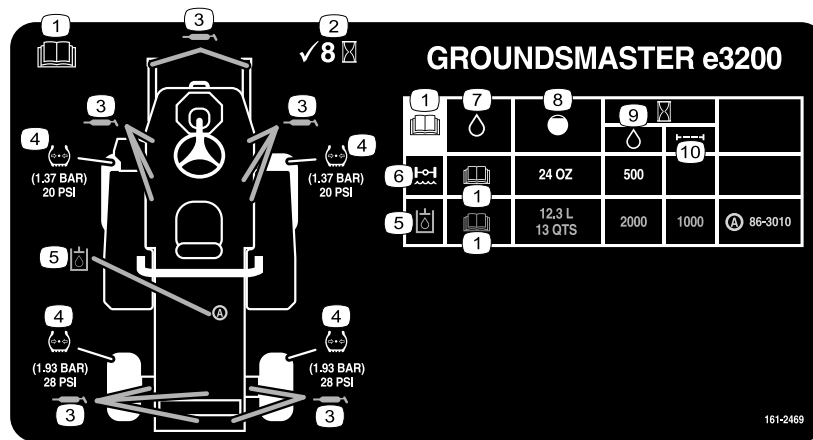 1
3
2
✓8
3
3
4
4
(1.37 BAR)
20 PSI
(1.37 BAR)
20 PSI
5
A
4
4
(1.93 BAR)
28 PSI
(1.93 BAR)
28 PSI
3
3
GROUNDSMASTER e3200
1
7
8
9
10
6
1
24 OZ
500
5
1
12.3 L
13 QTS
2000
1000
A 86-3010
161-2469